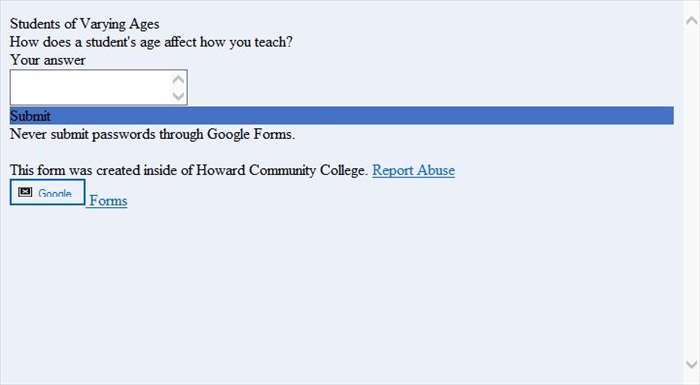 Students of Varying Ages
How does a student's age affect how you teach?
Your answer
Submit
Never submit passwords through Google Forms.
This form was created inside of Howard Community College. Report Abuse
Google Forms